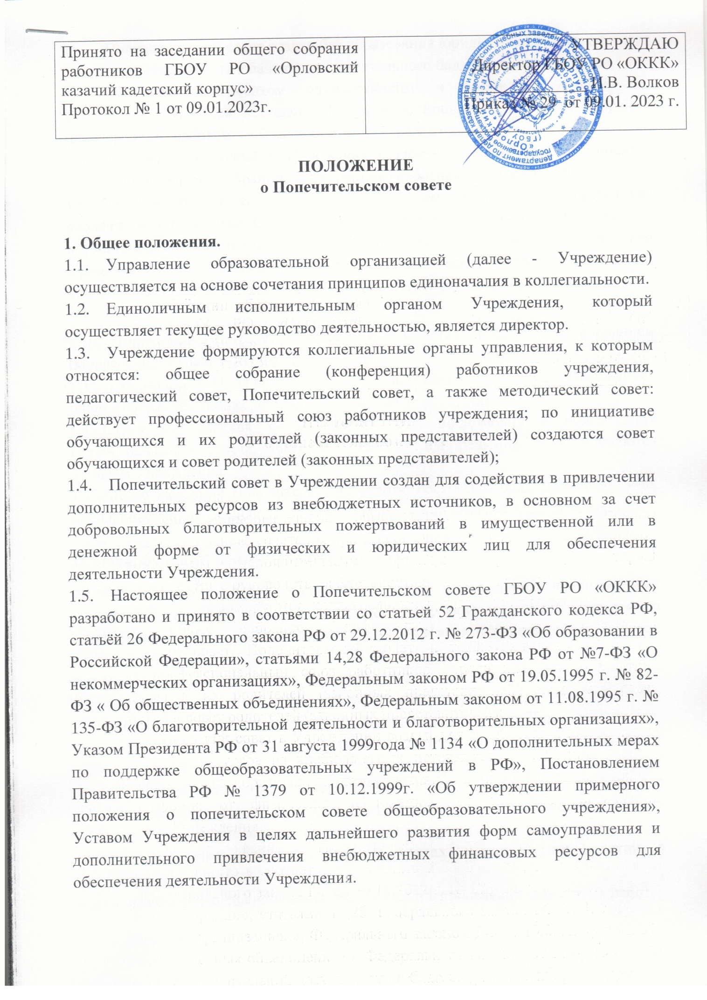 Принято на заседании общего собрания
работников ГБОУ РО «Орловский
казачий кадетский корпус»
Протокол № 1 от 09.01.2023г.
УТВЕРЖДАЮ
Директор ГБОУ РО «ОККК»
И.В. Волков
Приказ № 29 от 09.01. 2023 г.
ПОЛОЖЕНИЕ
о Попечительском совете
1. Общее положения.
1.1. Управление образовательной организацией (далее - Учреждение)
осуществляется на основе сочетания принципов единоначалия в коллегиальности.
1.2. Единоличным исполнительным органом Учреждения, который
осуществляет текущее руководство деятельностью, является директор.
1.3. Учреждение формируются коллегиальные органы управления, к которым
относятся: общее собрание (конференция) работников учреждения,
педагогический совет, Попечительский совет, а также методический совет:
действует профессиональный союз работников учреждения; по инициативе
обучающихся и их родителей (законных представителей) создаются совет
обучающихся и совет родителей (законных представителей);
1.4. Попечительский совет в Учреждении создан для содействия в привлечении
дополнительных ресурсов из внебюджетных источников, в основном за счет
добровольных благотворительных пожертвований в имущественной или в
денежной форме от физических и юридических лиц для обеспечения
деятельности Учреждения.
1.5. Настоящее положение о Попечительском совете ГБОУ РО «ОККК»
разработано и принято в соответствии со статьей 52 Гражданского кодекса РФ,
статьёй 26 Федерального закона РФ от 29.12.2012 г. № 273-ФЗ «Об образовании в
Российской Федерации», статьями 14,28 Федерального закона РФ от №7-ФЗ «О
некоммерческих организациях», Федеральным законом РФ от 19.05.1995 г. № 82-
ФЗ « Об общественных объединениях», Федеральным законом от 11.08.1995 г. №
135-ФЗ «О благотворительной деятельности и благотворительных организациях»,
Указом Президента РФ от 31 августа 1999года № 1134 «О дополнительных мерах
по поддержке общеобразовательных учреждений в РФ», Постановлением
Правительства РФ № 1379 от 10.12.1999г. «Об утверждении примерного
положения о попечительском совете общеобразовательного учреждения»,
Уставом Учреждения в целях дальнейшего развития форм самоуправления и
дополнительного привлечения внебюджетных финансовых ресурсов для
обеспечения деятельности Учреждения.